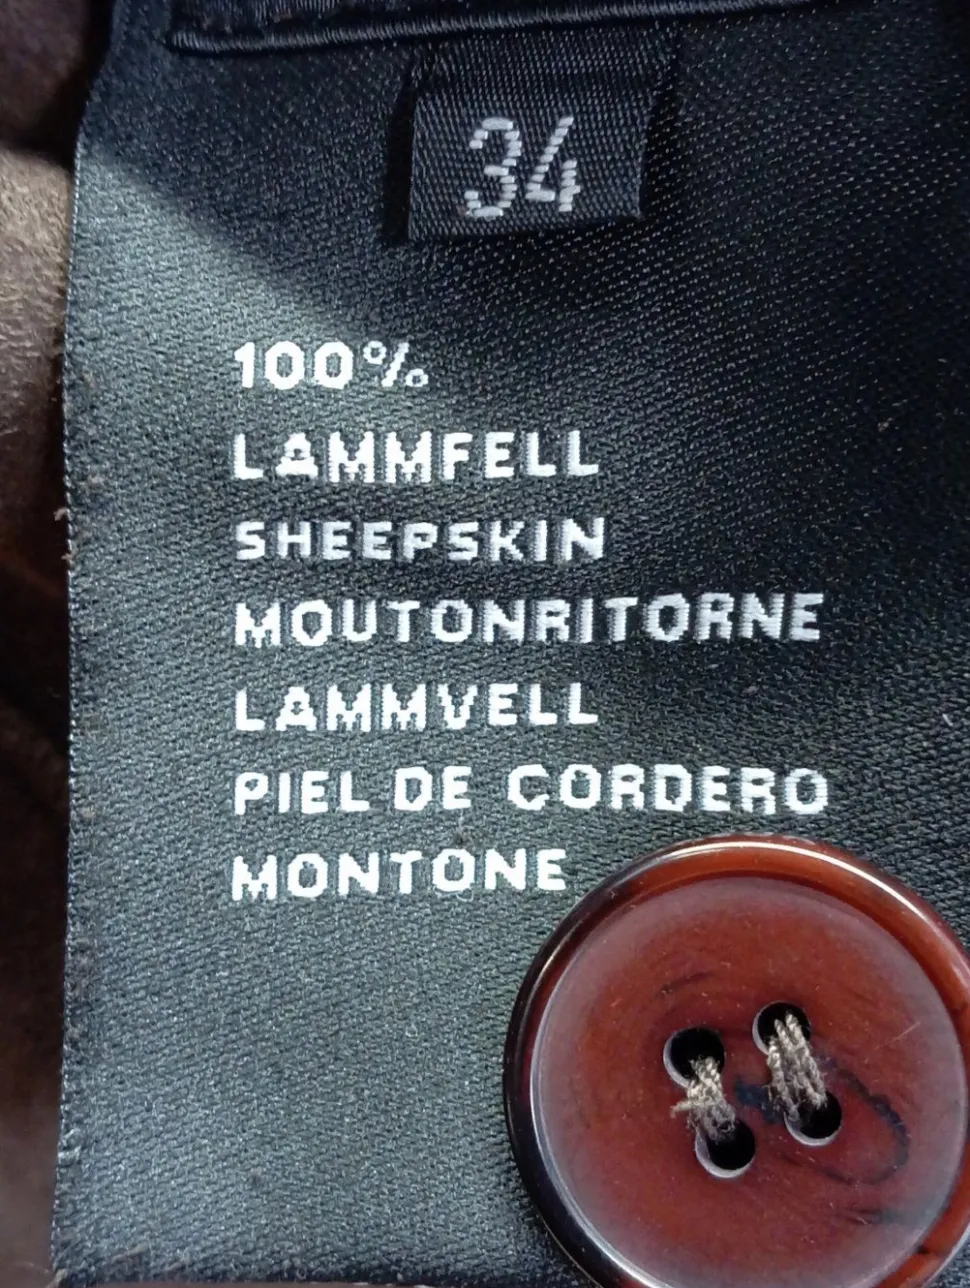 34
100%
LAMMFELL
SHEEPSKIN
MOUTONRITORNE
LAMMVELL
PIEL DE CORDERO
MONTONE